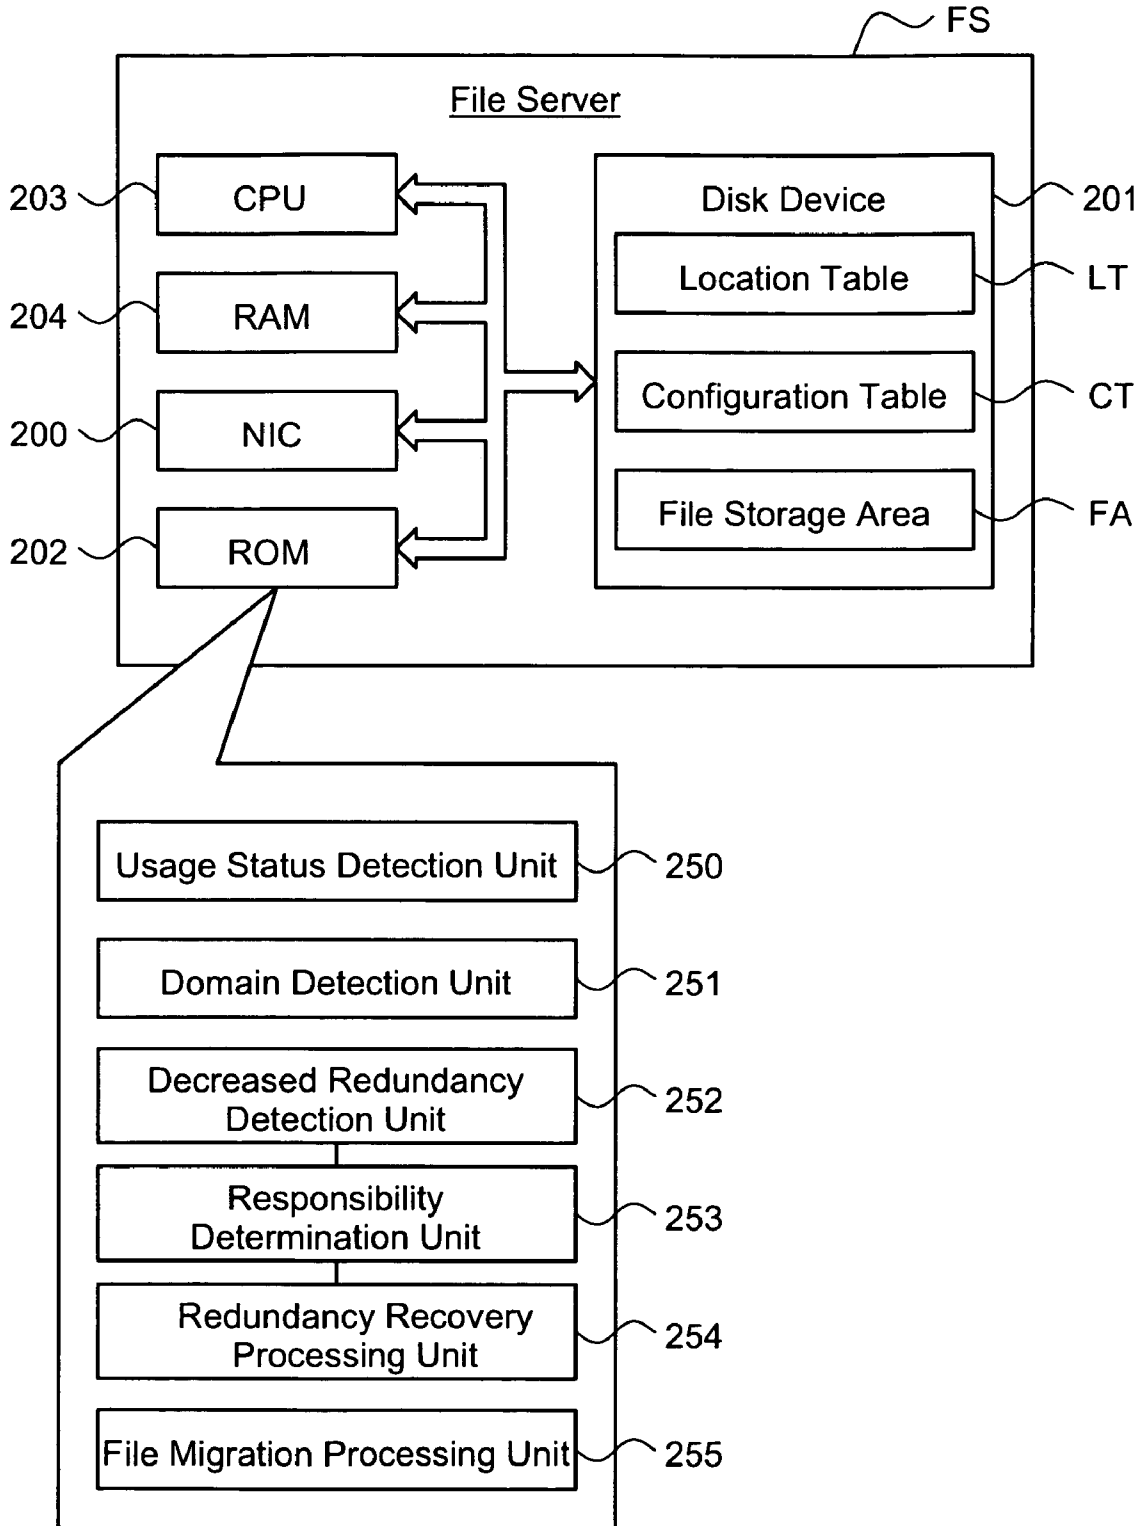 FS
File Server
203
CPU
Disk Device
201
Location Table
LT
204
RAM
Configuration Table
CT
200
NIC
File Storage Area
FA
202
ROM
Usage Status Detection Unit
250
Domain Detection Unit
251
Decreased Redundancy
Detection Unit
252
Responsibility
Determination Unit
253
Redundancy Recovery
Processing Unit
254
File Migration Processing Unit
255